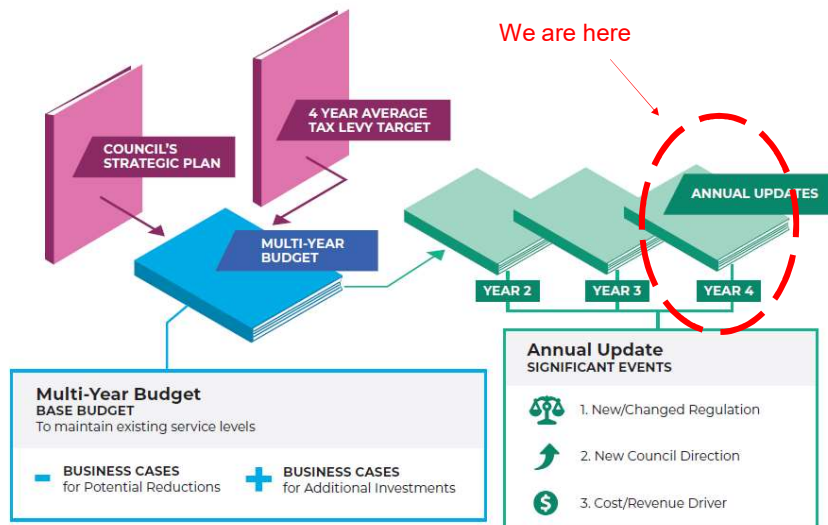 We are here
4 YEAR AVERAGE
TAX LEVY TARGET
COUNCIL'S
STRATEGIC PLAN
ANNUAL UPDATES
MULTI-YEAR
BUDGET
YEAR 2
YEAR 3
YEAR 4
Multi-Year Budget
BASE BUDGET
To maintain existing service levels
- BUSINESS CASES
for Potential Reductions
+ BUSINESS CASES
for Additional Investments
Annual Update
SIGNIFICANT EVENTS
1. New/Changed Regulation
2. New Council Direction
$ 3. Cost/Revenue Driver